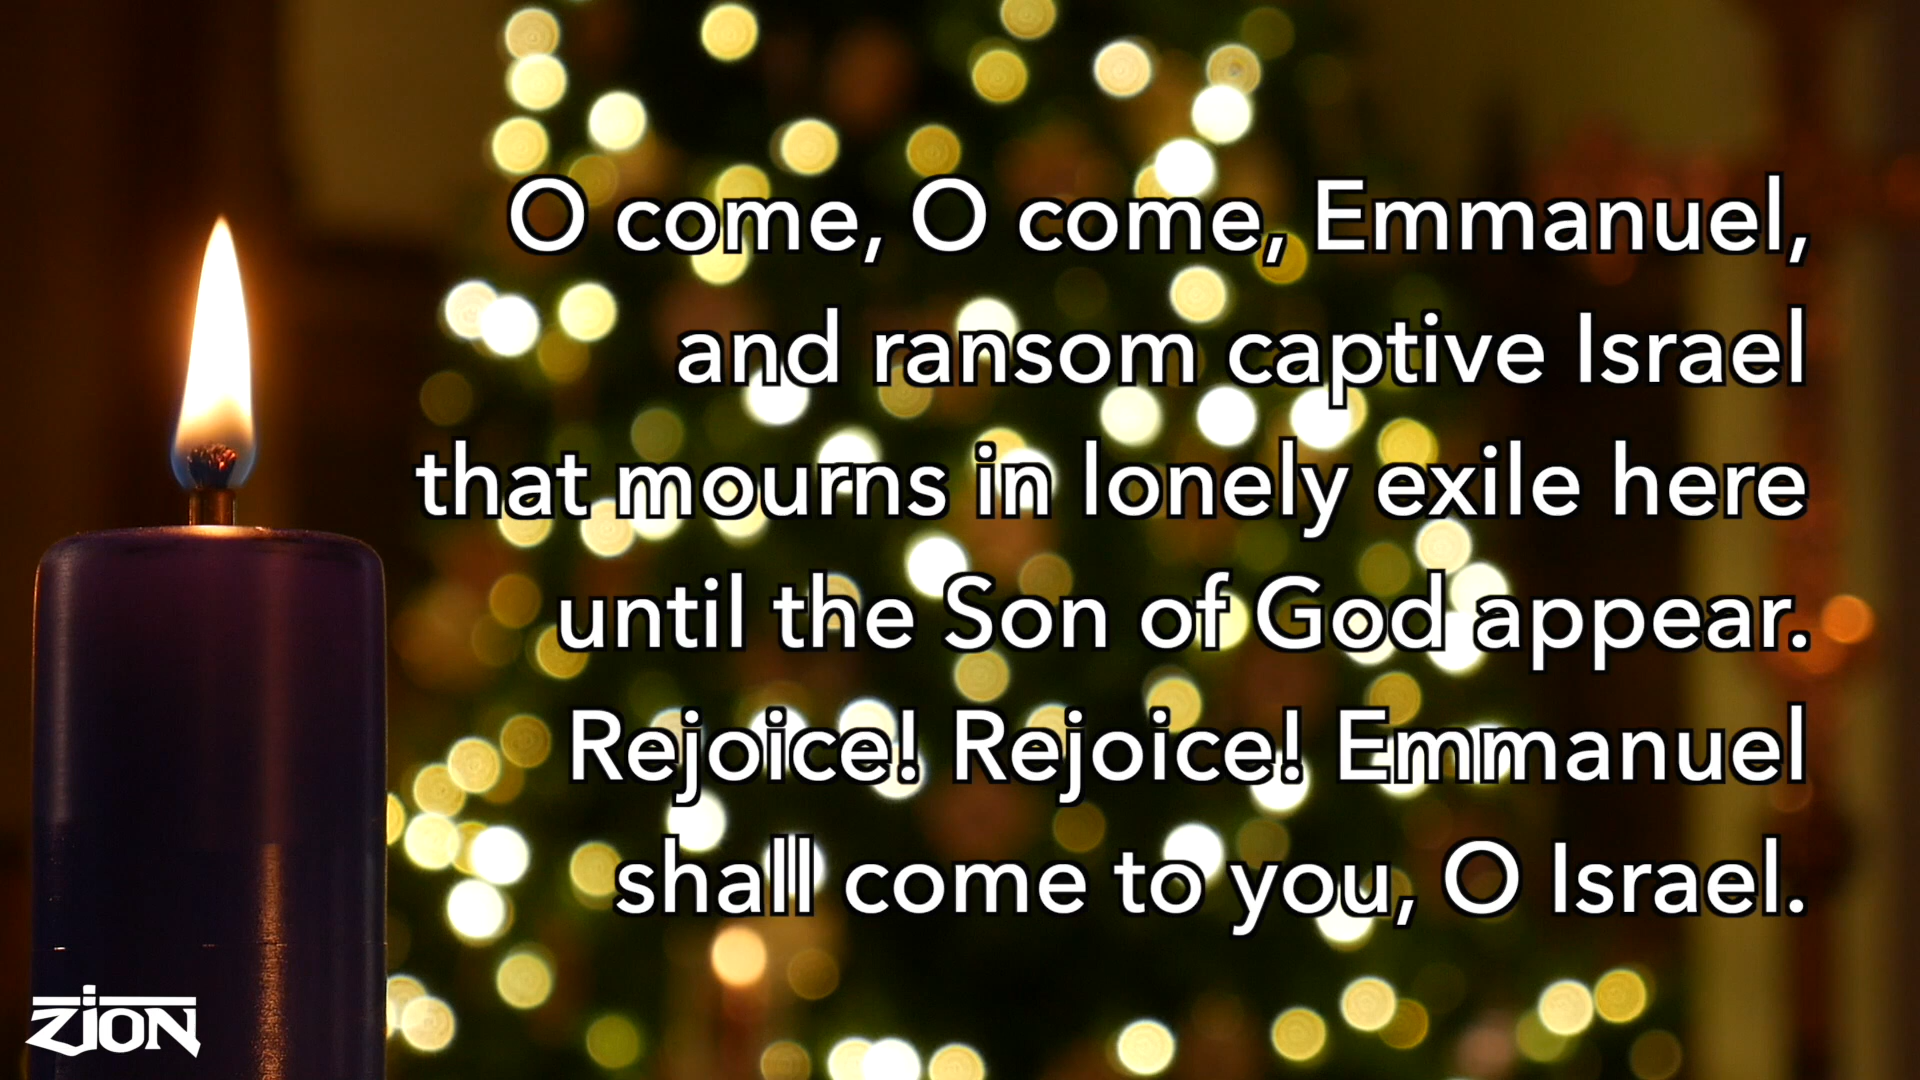 O come, O come, Emmanuel,
and ransom captive Israel
that mourns in lonely exile here
until the Son of God appear.
Rejoice! Rejoice! Emmanuel
shall come to you, O Israel.
ZION